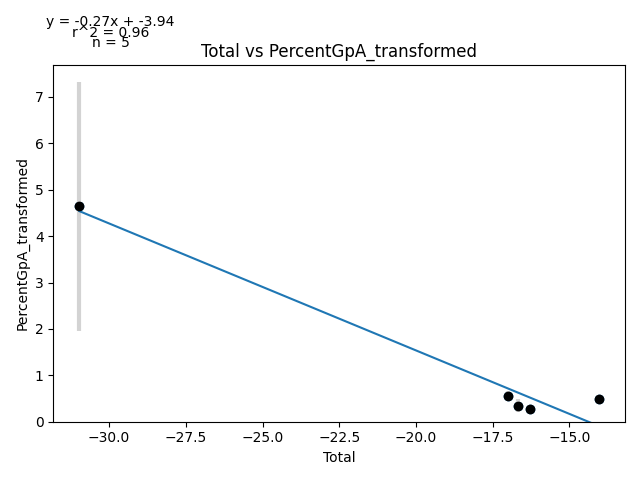 y = -0.27x + -3.94
r^2 = 0.96
n = 5
Total vs PercentGpA_transformed
PercentGpA_transformed
7
6
5
4
3
2
1
0
−30.0 −27.5 −25.0 −22.5 −20.0 −17.5 −15.0
Total